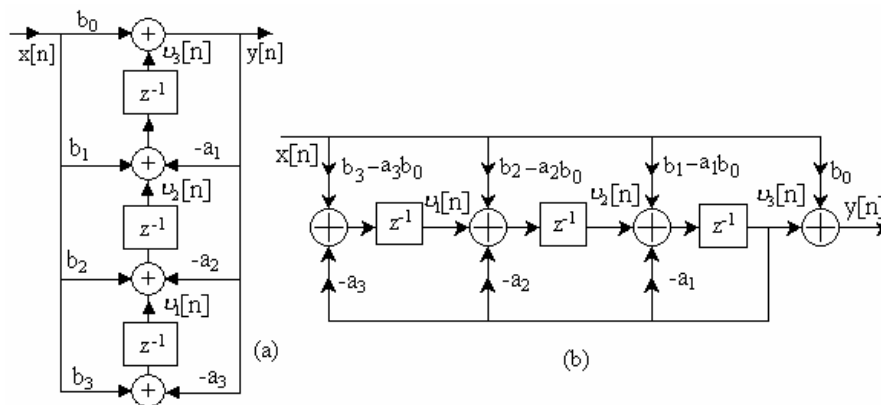 b₀
x[n]
y[n]
υ₃[n]
z⁻¹
b₁
-a₁
υ₂[n]
z⁻¹
b₂
-a₂
υ₁[n]
z⁻¹
b₃
-a₃
(a)
x[n]
b₃-a₃b₀
b₂-a₂b₀
b₁-a₁b₀
b₀
υ₁[n]
υ₂[n]
υ₃[n]
y[n]
z⁻¹
z⁻¹
z⁻¹
-a₃
-a₂
-a₁
(b)